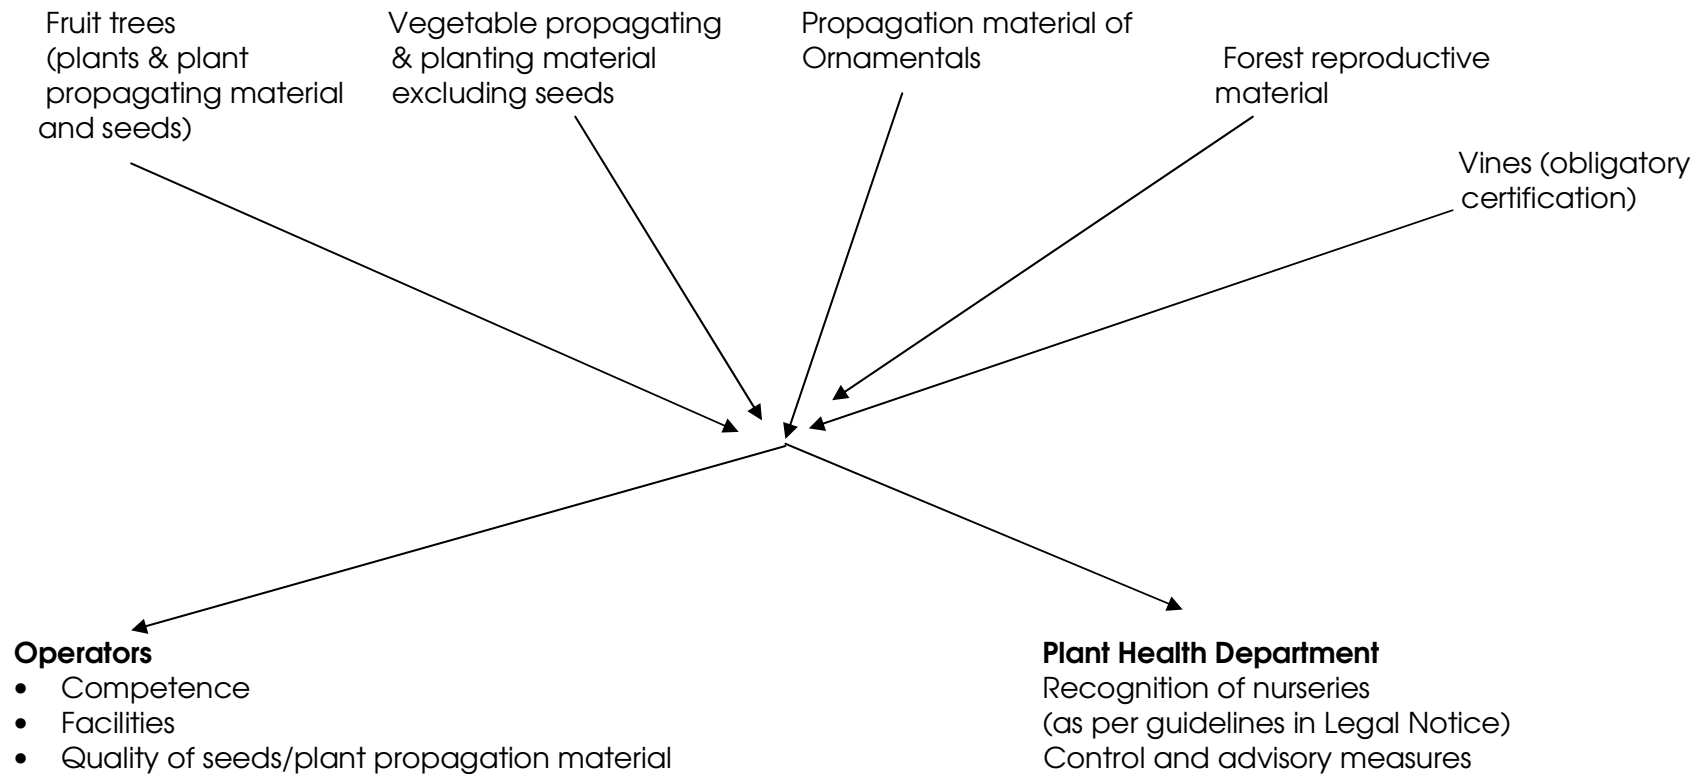 Fruit trees
(plants & plant
propagating material
and seeds)
Vegetable propagating
& planting material
excluding seeds
Propagation material of
Ornamentals
Forest reproductive
material
Vines (obligatory
certification)
Operators
• Competence
• Facilities
• Quality of seeds/plant propagation material
Plant Health Department
Recognition of nurseries
(as per guidelines in Legal Notice)
Control and advisory measures